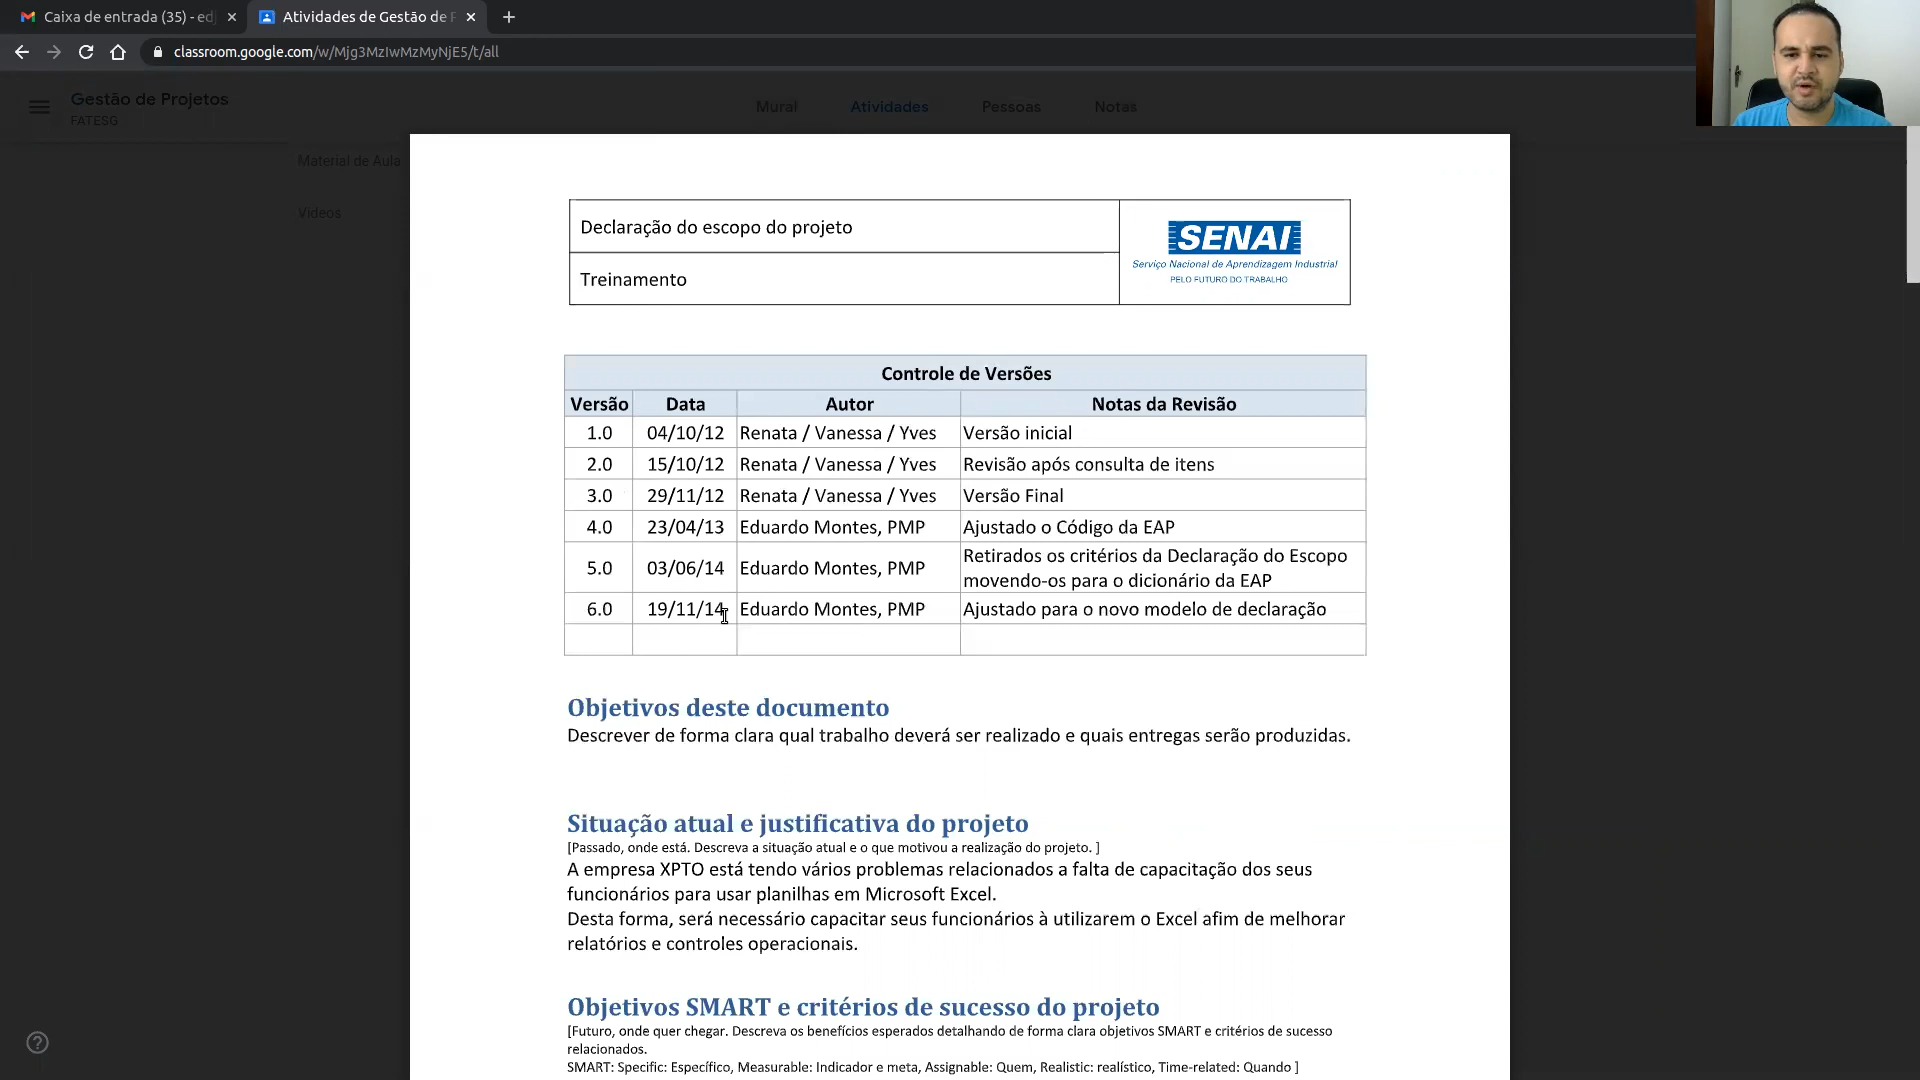 Caixa de entrada (35) - ed
Atividades de Gestão de P
classroom.google.com/w/Mjg3MzIwMzMyNjE5/t/all
Gestão de Projetos
FATESG
Mural
Atividades
Pessoas
Notas
Material de Aula
Vídeos
Declaração do escopo do projeto
Treinamento
SENAI
Serviço Nacional de Aprendizagem Industrial
PELO FUTURO DO TRABALHO
Controle de Versões
Versão Data Autor Notas da Revisão
1.0 04/10/12 Renata / Vanessa / Yves Versão inicial
2.0 15/10/12 Renata / Vanessa / Yves Revisão após consulta de itens
3.0 29/11/12 Renata / Vanessa / Yves Versão Final
4.0 23/04/13 Eduardo Montes, PMP Ajustado o Código da EAP
5.0 03/06/14 Eduardo Montes, PMP Retirados os critérios da Declaração do Escopo
movendo-os para o dicionário da EAP
6.0 19/11/14 Eduardo Montes, PMP Ajustado para o novo modelo de declaração
Objetivos deste documento
Descrever de forma clara qual trabalho deverá ser realizado e quais entregas serão produzidas.
Situação atual e justificativa do projeto
[Passado, onde está. Descreva a situação atual e o que motivou a realização do projeto. ]
A empresa XPTO está tendo vários problemas relacionados a falta de capacitação dos seus
funcionários para usar planilhas em Microsoft Excel.
Desta forma, será necessário capacitar seus funcionários à utilizarem o Excel afim de melhorar
relatórios e controles operacionais.
Objetivos SMART e critérios de sucesso do projeto
[Futuro, onde quer chegar. Descreva os benefícios esperados detalhando de forma clara objetivos SMART e critérios de sucesso
relacionados.
SMART: Specific: Específico, Measurable: Indicador e meta, Assignable: Quem, Realistic: realístico, Time-related: Quando ]